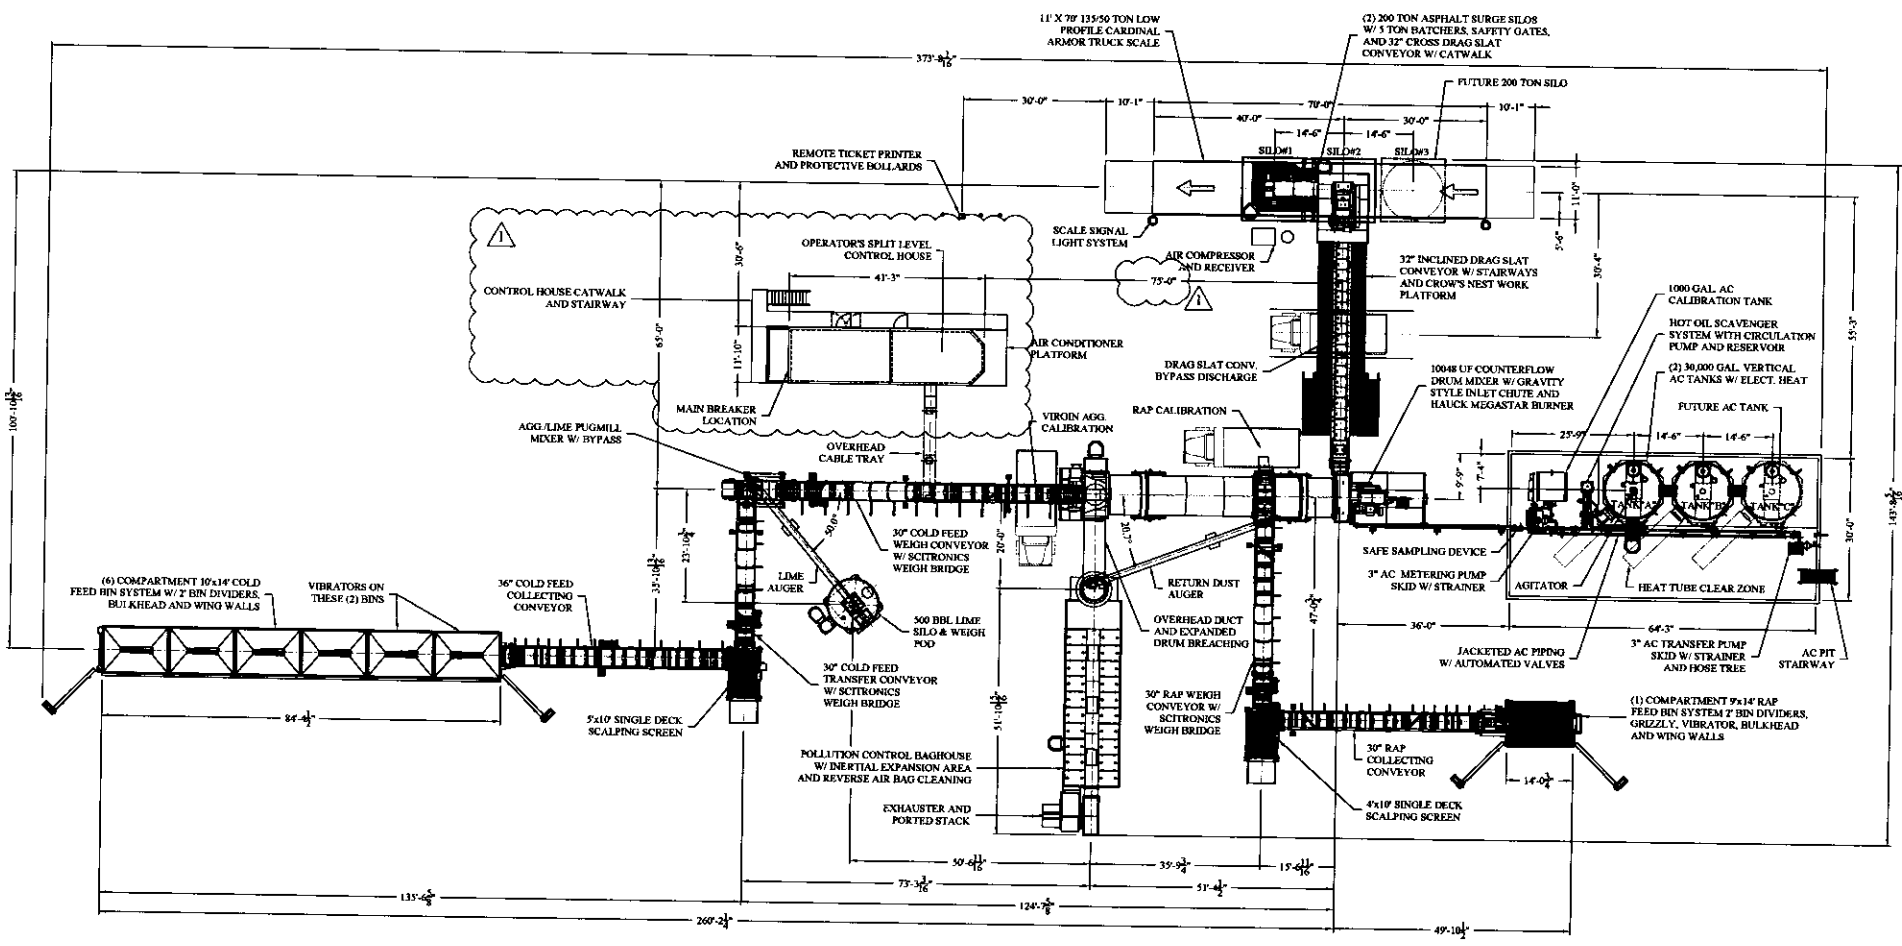 11' X 70' 135/50 TON LOW
PROFILE CARDINAL
ARMOR TRUCK SCALE
(2) 200 TON ASPHALT SURGE SILOS
W/ 5 TON BATCHERS, SAFETY GATES,
AND 32" CROSS DRAG SLAT
CONVEYOR W/ CATWALK
FUTURE 200 TON SILO
30'-0"
10'-1"
70'-0"
10'-1"
40'-0"
30'-0"
14'-6"
14'-6"
SILO#1
SILO#2
SILO#3
REMOTE TICKET PRINTER
AND PROTECTIVE BOLLARDS
11'-0"
5'-6"
30'-4"
55'-3"
SCALE SIGNAL
LIGHT SYSTEM
AIR COMPRESSOR
AND RECEIVER
1
OPERATOR'S SPLIT LEVEL
CONTROL HOUSE
41'-3"
75'-0"
1
30'-6"
65'-0"
11'-10"
CONTROL HOUSE CATWALK
AND STAIRWAY
AIR CONDITIONER
PLATFORM
32" INCLINED DRAG SLAT
CONVEYOR W/ STAIRWAYS
AND CROW'S NEST WORK
PLATFORM
1000 GAL. AC
CALIBRATION TANK
HOT OIL SCAVENGER
SYSTEM WITH CIRCULATION
PUMP AND RESERVOIR
(2) 30,000 GAL. VERTICAL
AC TANKS W/ ELECT. HEAT
FUTURE AC TANK
DRAG SLAT CONV.
BYPASS DISCHARGE
10048 UF COUNTERFLOW
DRUM MIXER W/ GRAVITY
STYLE INLET CHUTE AND
HAUCK MEGASTAR BURNER
MAIN BREAKER
LOCATION
VIRGIN AGG.
CALIBRATION
RAP CALIBRATION
AGG./LIME PUGMILL
MIXER W/ BYPASS
OVERHEAD
CABLE TRAY
25'-9"
14'-6"
14'-6"
9'-9"
7'-4"
TANK"A"
TANK"B"
TANK"C"
30'-0"
23'-10
50.0°
30" COLD FEED
WEIGH CONVEYOR
W/ SCITRONICS
WEIGH BRIDGE
20'-0"
20.7°
SAFE SAMPLING DEVICE
3" AC METERING PUMP
SKID W/ STRAINER
AGITATOR
HEAT TUBE CLEAR ZONE
(6) COMPARTMENT 10'x14' COLD
FEED BIN SYSTEM W/ 2' BIN DIVIDERS,
BULKHEAD AND WING WALLS
VIBRATORS ON
THESE (2) BINS
36" COLD FEED
COLLECTING
CONVEYOR
LIME
AUGER
RETURN DUST
AUGER
500 BBL LIME
SILO & WEIGH
POD
OVERHEAD DUCT
AND EXPANDED
DRUM BREACHING
36'-0"
64'-3"
JACKETED AC PIPING
W/ AUTOMATED VALVES
3" AC TRANSFER PUMP
SKID W/ STRAINER
AND HOSE TREE
AC PIT
STAIRWAY
30" COLD FEED
TRANSFER CONVEYOR
W/ SCITRONICS
WEIGH BRIDGE
84'-4 1/2"
5'x10' SINGLE DECK
SCALPING SCREEN
30" RAP WEIGH
CONVEYOR W/
SCITRONICS
WEIGH BRIDGE
(1) COMPARTMENT 9'x14' RAP
FEED BIN SYSTEM 2' BIN DIVIDERS,
GRIZZLY, VIBRATOR, BULKHEAD
AND WING WALLS
POLLUTION CONTROL BAGHOUSE
W/ INERTIAL EXPANSION AREA
AND REVERSE AIR BAG CLEANING
30" RAP
COLLECTING
CONVEYOR
14'-0 3/4"
EXHAUSTER AND
PORTED STACK
4'x10' SINGLE DECK
SCALPING SCREEN
50'-6 11/16"
35'-9 3/4"
15'-6 11/16"
73'-3/16"
51'-4 1/2"
135'-6 5/8"
124'-7 5/8"
260'-2 1/4"
49'-10 1/2"